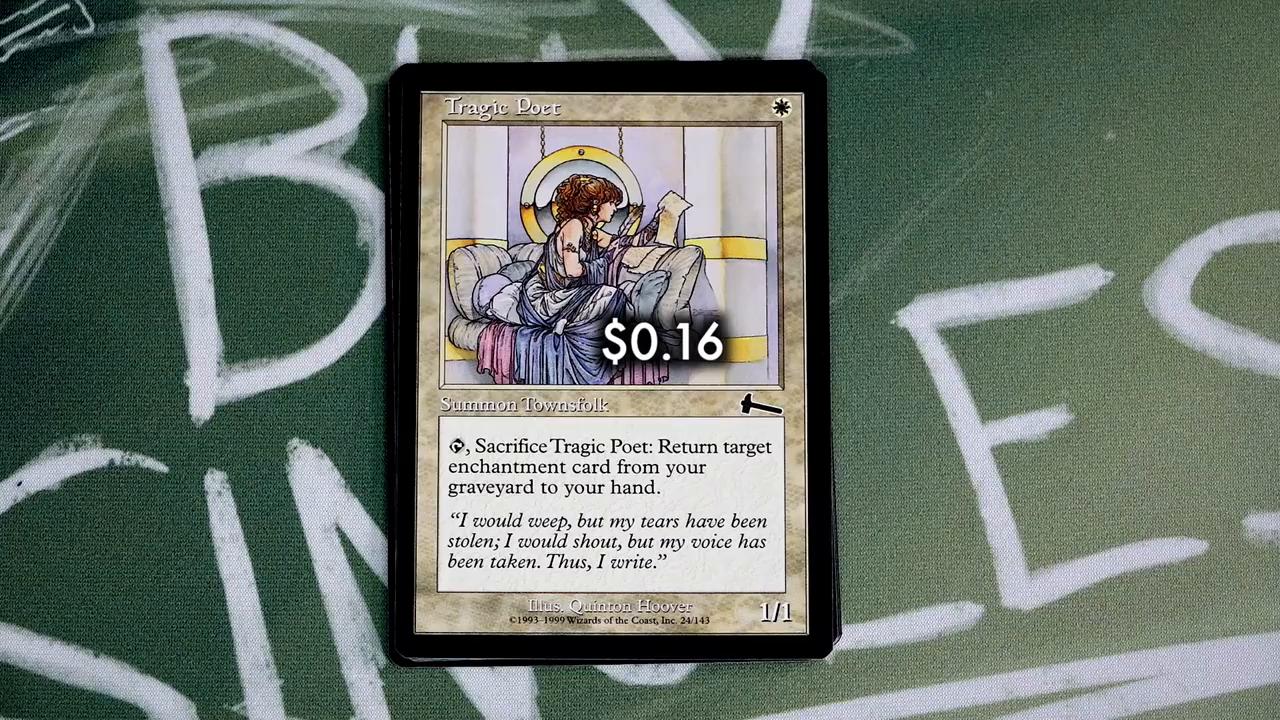 BUY
SINGLES
Tragic Poet
$0.16
Summon Townsfolk
, Sacrifice Tragic Poet: Return target
enchantment card from your
graveyard to your hand.
“I would weep, but my tears have been
stolen; I would shout, but my voice has
been taken. Thus, I write.”
Illus. Quinton Hoover
1/1
©1993–1999 Wizards of the Coast, Inc. 24/143